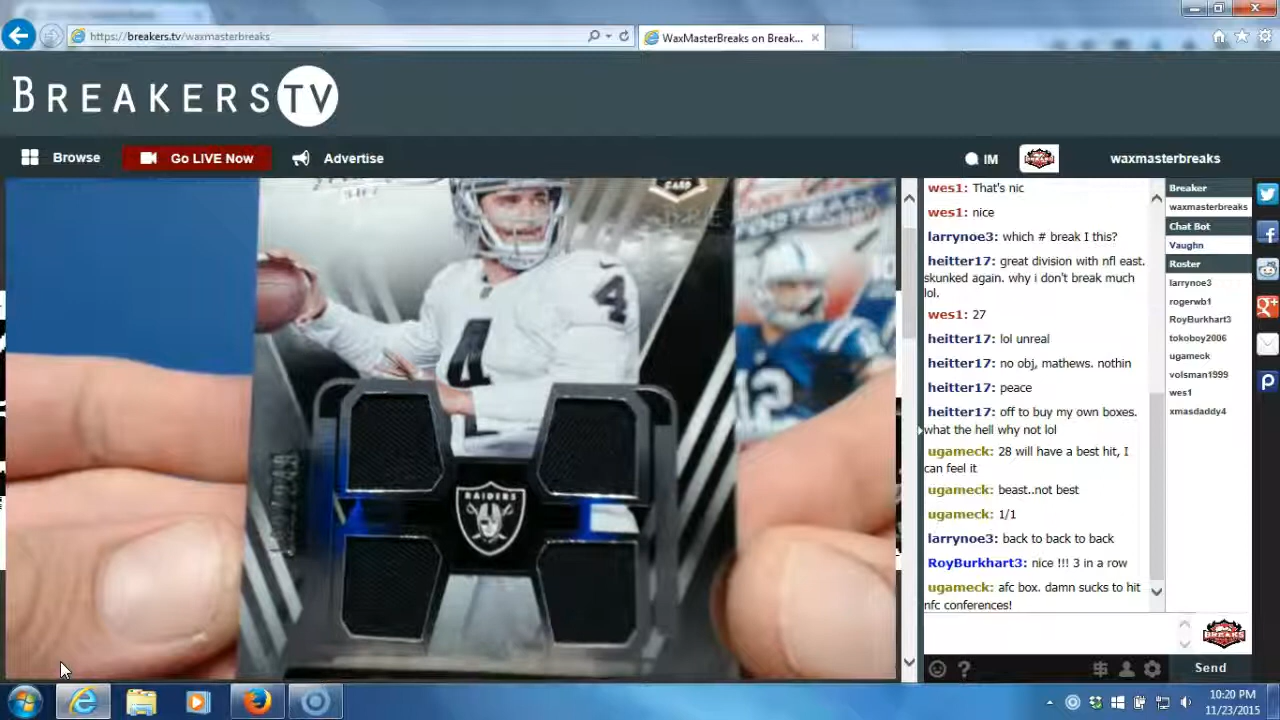 https://breakers.tv/waxmasterbreaks
WaxMasterBreaks on Break...
BREAKERS TV
Browse
Go LIVE Now
Advertise
IM
waxmasterbreaks
CARD
4
4
RAIDERS
12
wes1: That's nic
wes1: nice
larrynoe3: which # break I this?
heitter17: great division with nfl east.
skunked again. why i don't break much
lol.
wes1: 27
heitter17: lol unreal
heitter17: no obj, mathews. nothin
heitter17: peace
heitter17: off to buy my own boxes.
what the hell why not lol
ugameck: 28 will have a best hit, I
can feel it
ugameck: beast..not best
ugameck: 1/1
larrynoe3: back to back to back
RoyBurkhart3: nice !!! 3 in a row
ugameck: afc box. damn sucks to hit
nfc conferences!
Send
Breaker
waxmasterbreaks
Chat Bot
Vaughn
Roster
larrynoe3
rogerwb1
RoyBurkhart3
tokoboy2006
ugameck
volsman1999
wes1
xmasdaddy4
BREAKS
10:20 PM
11/23/2015